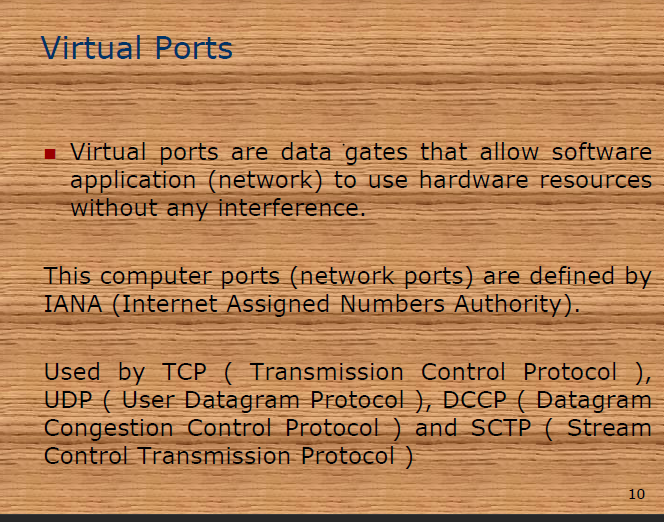 Virtual Ports
Virtual ports are data gates that allow software
application (network) to use hardware resources
without any interference.
This computer ports (network ports) are defined by
IANA (Internet Assigned Numbers Authority).
Used by TCP ( Transmission Control Protocol ),
UDP ( User Datagram Protocol ), DCCP ( Datagram
Congestion Control Protocol ) and SCTP ( Stream
Control Transmission Protocol )
10